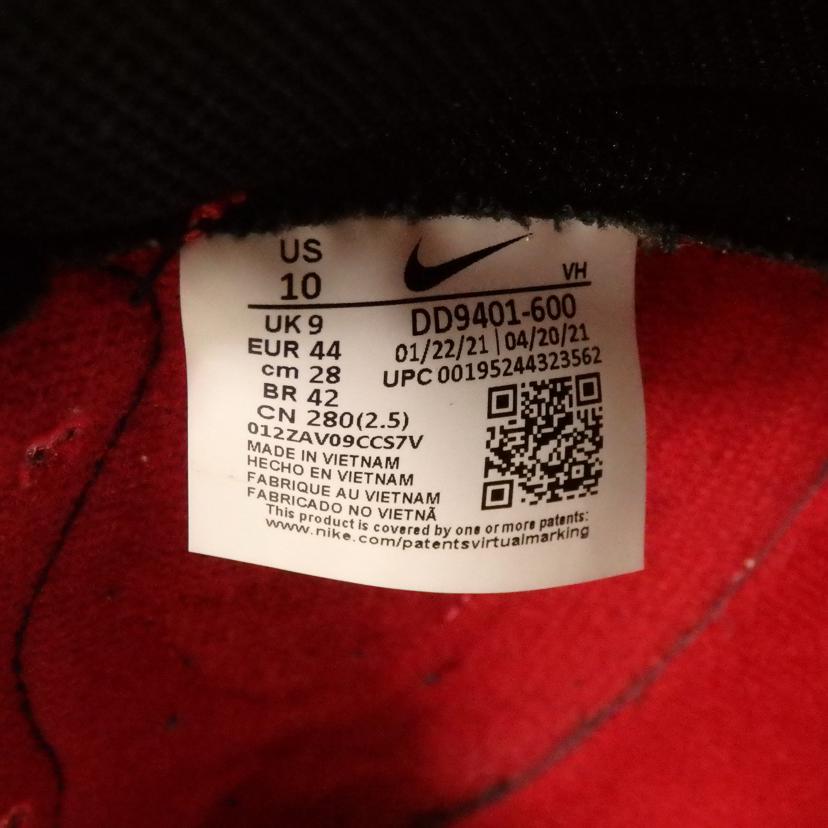 US
10
VH
UK 9
EUR 44
cm 28
BR 42
CN 280(2.5)
DD9401-600
01/22/21 | 04/20/21
UPC 00195244323562
012ZAV09CCS7V
MADE IN VIETNAM
HECHO EN VIETNAM
FABRIQUE AU VIETNAM
FABRICADO NO VIETNÃ
This product is covered by one or more patents:
www.nike.com/patentsvirtualmarking